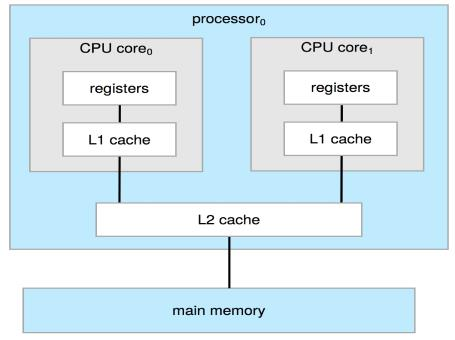 processor₀
CPU core₀
CPU core₁
registers
registers
L1 cache
L1 cache
L2 cache
main memory